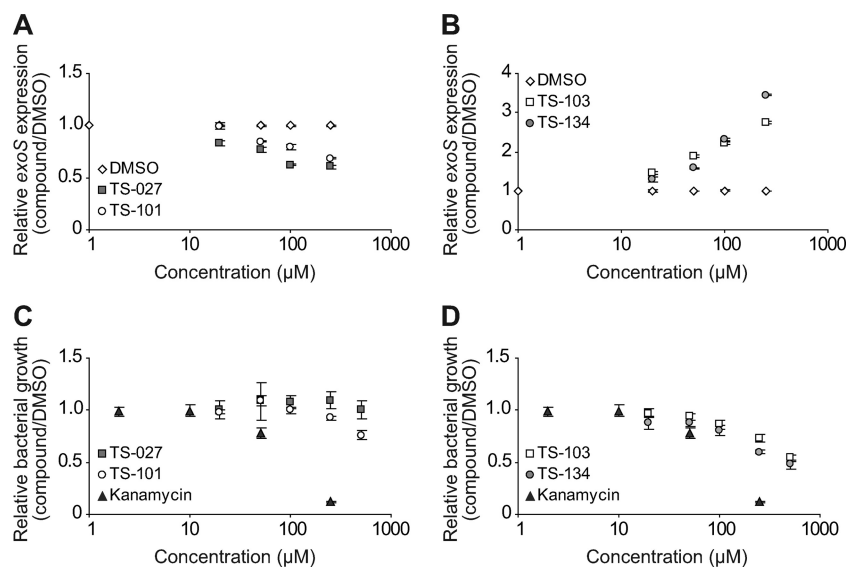 A
Relative exoS expression
(compound/DMSO)
1.5
1.0
0.5
0
DMSO
TS-027
TS-101
1 10 100 1000
Concentration (µM)
B
Relative exoS expression
(compound/DMSO)
4
3
2
1
0
DMSO
TS-103
TS-134
1 10 100 1000
Concentration (µM)
C
Relative bacterial growth
(compound/DMSO)
1.5
1.0
0.5
0
TS-027
TS-101
Kanamycin
1 10 100 1000
Concentration (µM)
D
Relative bacterial growth
(compound/DMSO)
1.5
1.0
0.5
0
TS-103
TS-134
Kanamycin
1 10 100 1000
Concentration (µM)